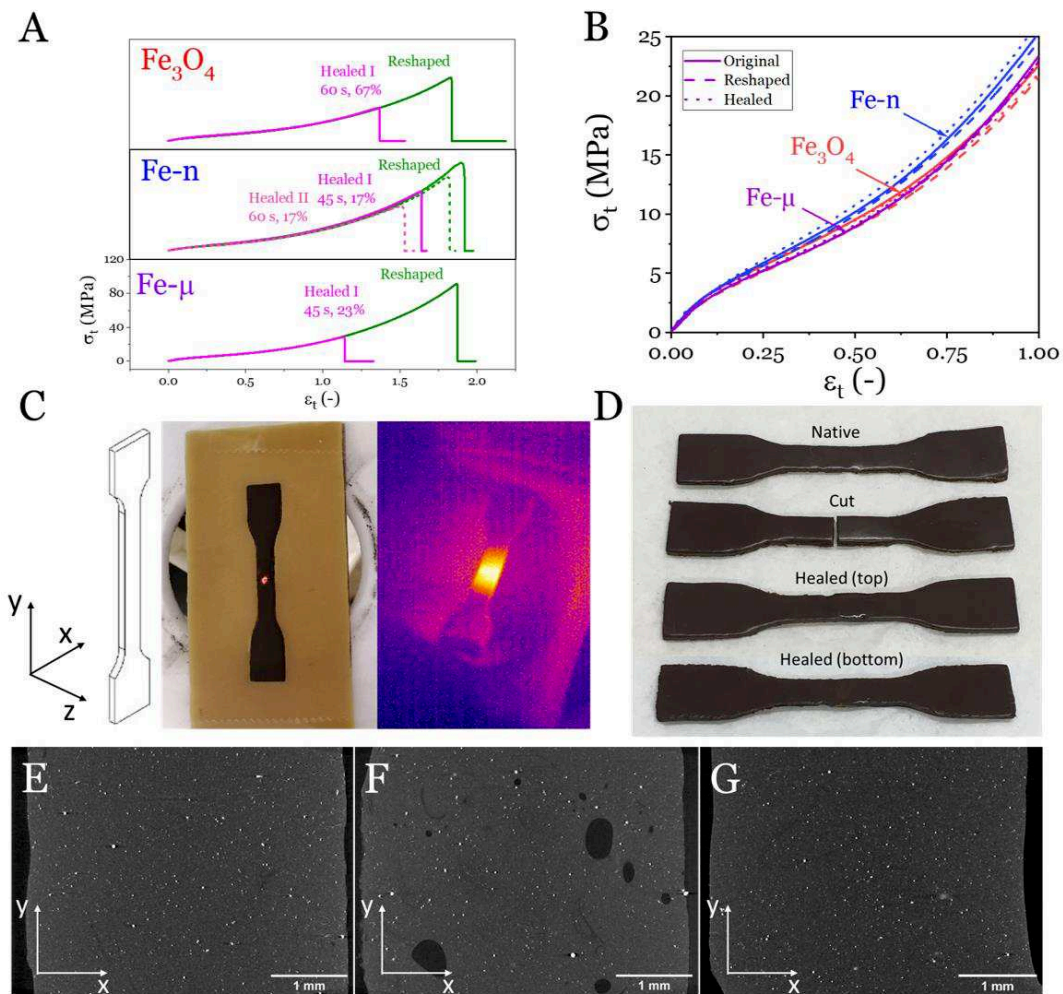 A
Fe₃O₄
Healed I
60 s, 67%
Reshaped
Fe-n
Healed II
60 s, 17%
Healed I
45 s, 17%
Reshaped
Fe-μ
Healed I
45 s, 23%
Reshaped
120
80
40
0
σt (MPa)
0.0 0.5 1.0 1.5 2.0
εt (-)
B
Original
Reshaped
Healed
Fe-n
Fe₃O₄
Fe-μ
25
20
15
10
5
0
σt (MPa)
0.00 0.25 0.50 0.75 1.00
εt (-)
C
y
x
z
D
Native
Cut
Healed (top)
Healed (bottom)
E
y
x
1 mm
F
y
x
1 mm
G
y
x
1 mm